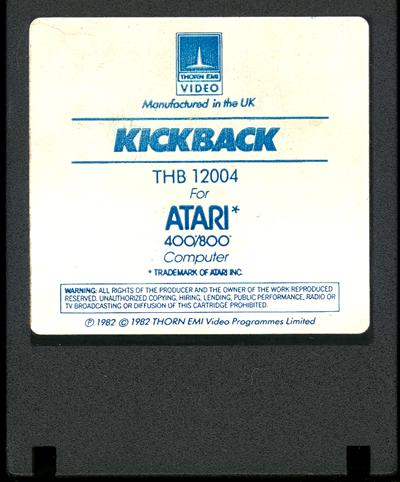 THORN EMI
VIDEO
Manufactured in the UK
KICKBACK
THB 12004
For
ATARI*
400/800
Computer
* TRADEMARK OF ATARI INC.
WARNING: ALL RIGHTS OF THE PRODUCER AND THE OWNER OF THE WORK REPRODUCED
RESERVED. UNAUTHORIZED COPYING, HIRING, LENDING, PUBLIC PERFORMANCE, RADIO OR
TV BROADCASTING OR DIFFUSION OF THIS CARTRIDGE PROHIBITED.
℗ 1982 © 1982 THORN EMI Video Programmes Limited